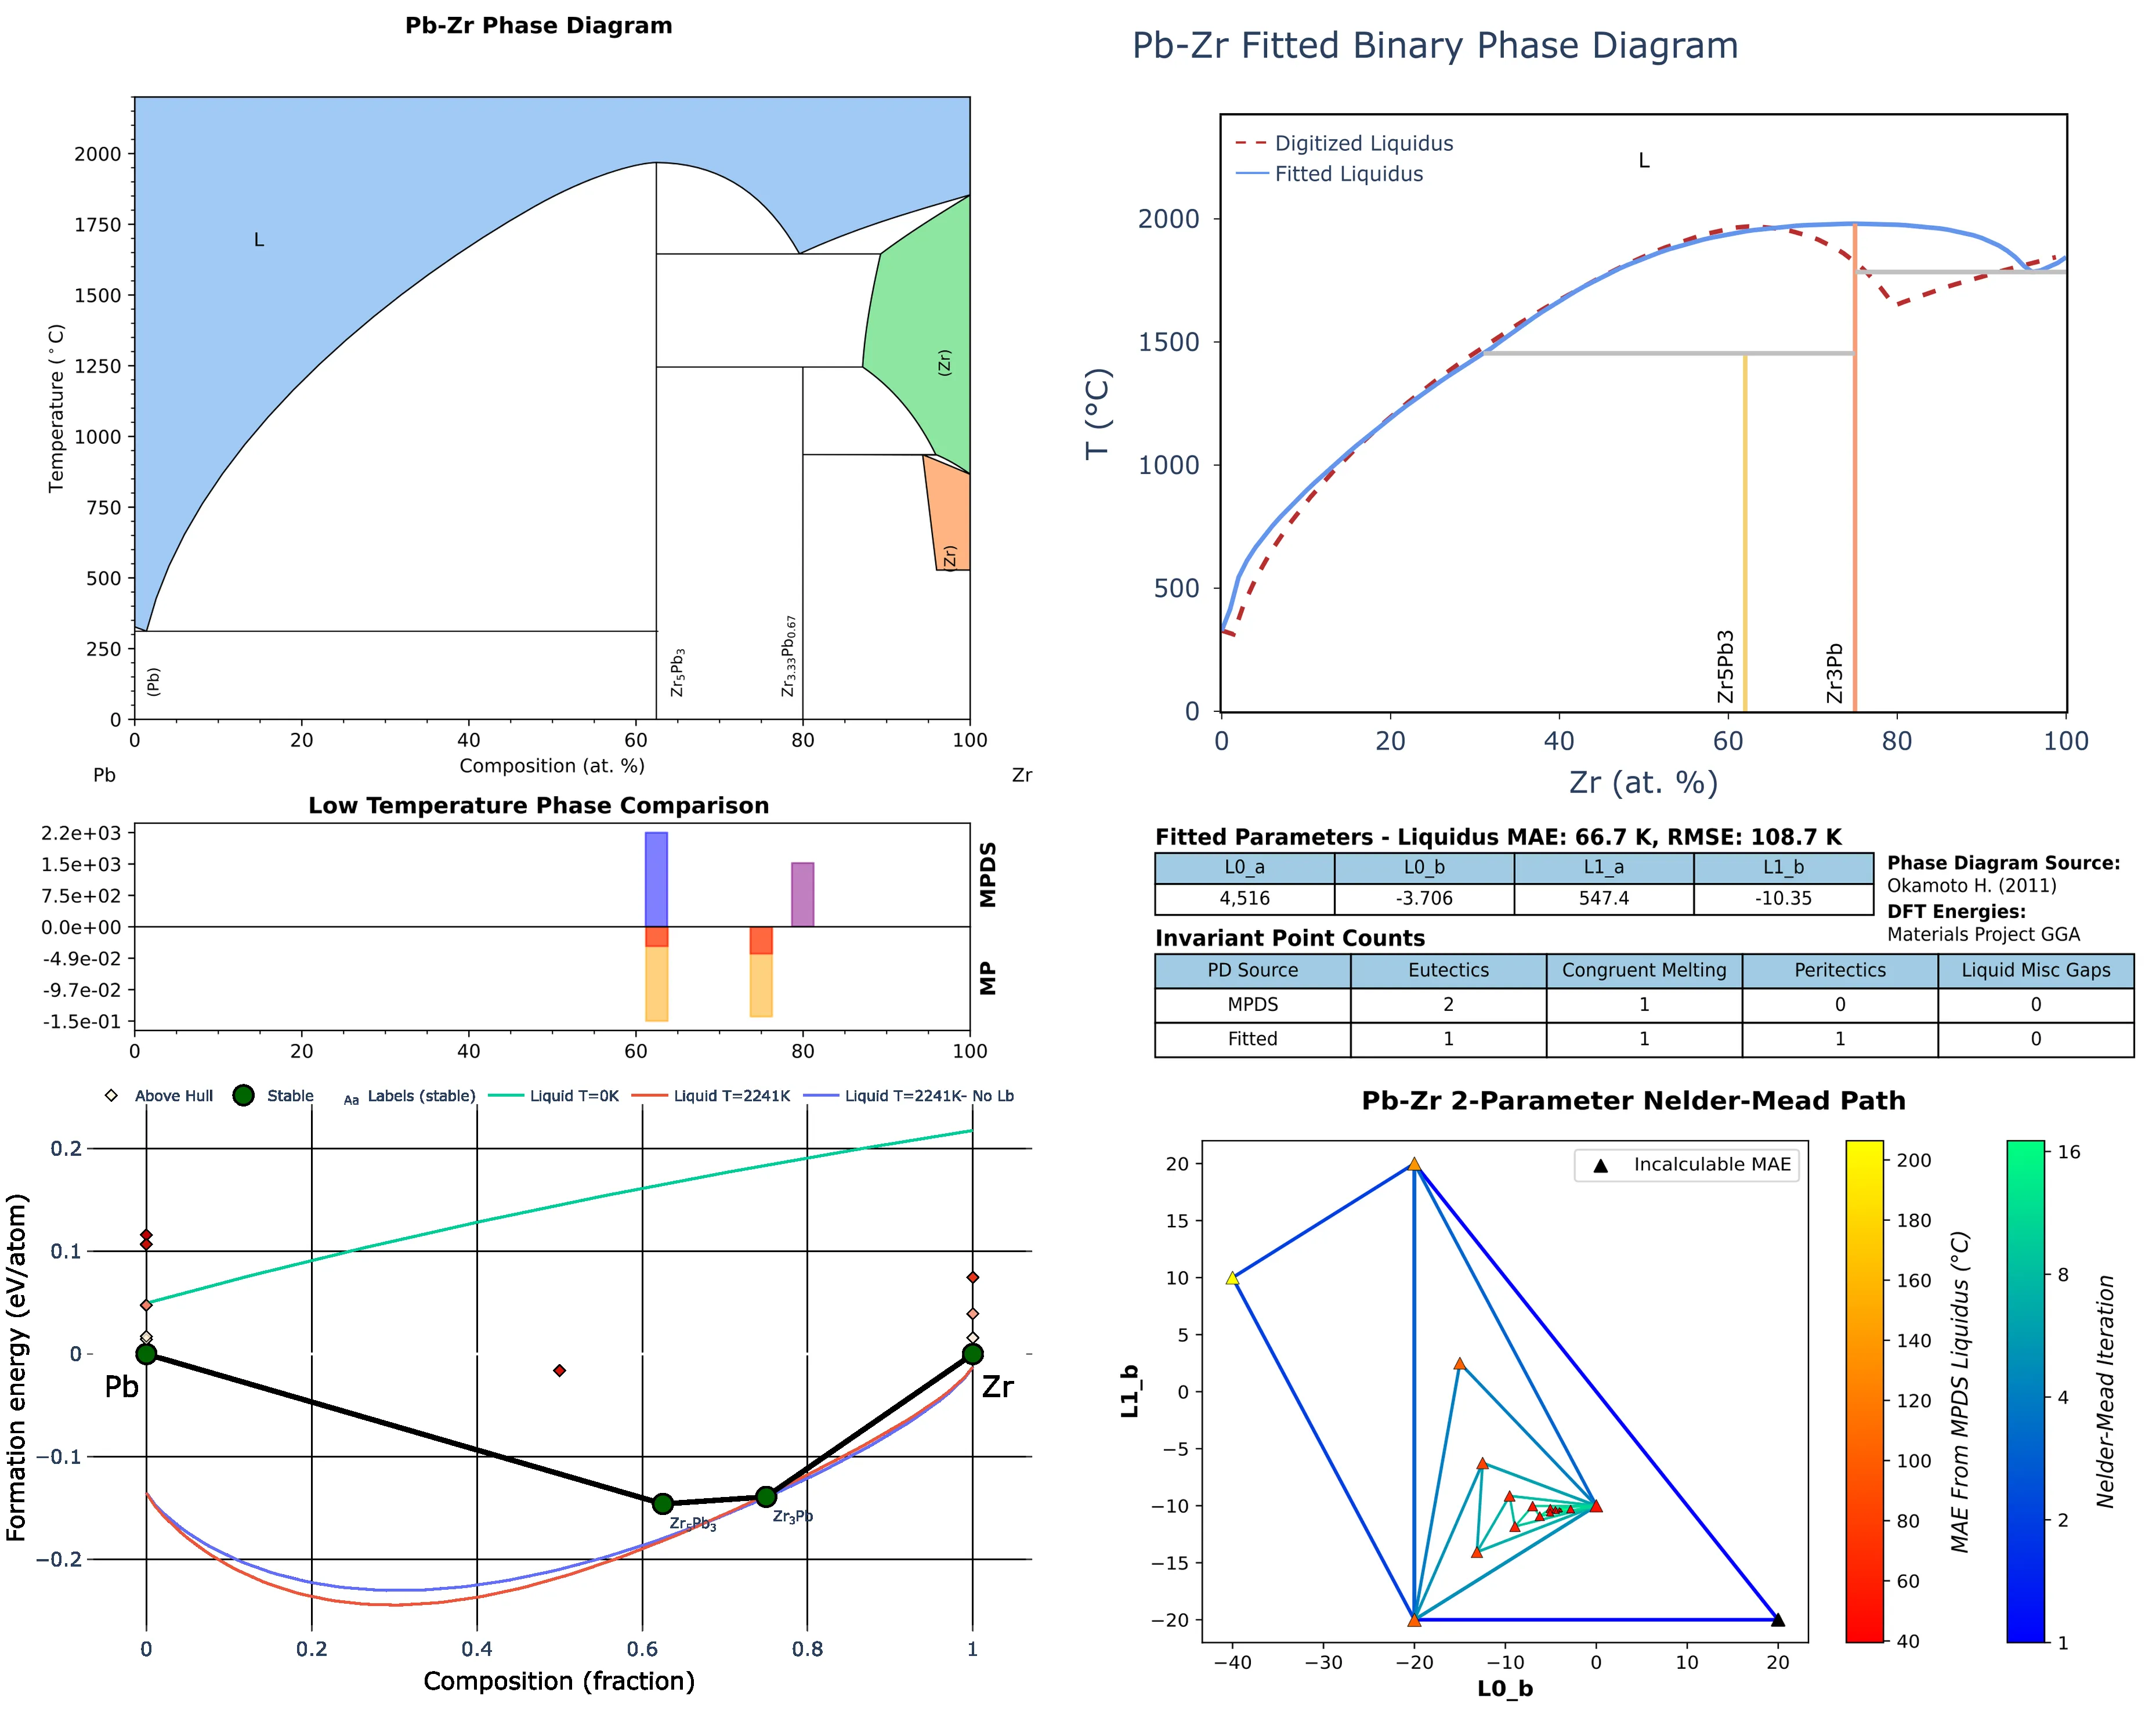 Pb-Zr Phase Diagram
Temperature (°C)
2000
1750
1500
1250
1000
750
500
250
0
L
(Zr)
(Zr)
(Pb)
Zr5Pb3
Zr3.33Pb0.67
0 20 40 60 80 100
Composition (at. %)
Pb Zr
Pb-Zr Fitted Binary Phase Diagram
Digitized Liquidus
Fitted Liquidus
L
T (°C)
2000
1500
1000
500
0
Zr5Pb3
Zr3Pb
0 20 40 60 80 100
Zr (at. %)
Low Temperature Phase Comparison
2.2e+03
1.5e+03
7.5e+02
0.0e+00
-4.9e-02
-9.7e-02
-1.5e-01
MPDS
MP
0 20 40 60 80 100
Fitted Parameters - Liquidus MAE: 66.7 K, RMSE: 108.7 K
L0_a L0_b L1_a L1_b
4,516 -3.706 547.4 -10.35
Phase Diagram Source:
Okamoto H. (2011)
DFT Energies:
Materials Project GGA
Invariant Point Counts
PD Source Eutectics Congruent Melting Peritectics Liquid Misc Gaps
MPDS 2 1 0 0
Fitted 1 1 1 0
Above Hull Stable Aa Labels (stable) Liquid T=0K Liquid T=2241K Liquid T=2241K- No Lb
Formation energy (eV/atom)
0.2
0.1
0
−0.1
−0.2
Pb
Zr
Zr5Pb3
Zr3Pb
0 0.2 0.4 0.6 0.8 1
Composition (fraction)
Pb-Zr 2-Parameter Nelder-Mead Path
Incalculable MAE
L1_b
20
15
10
5
0
−5
−10
−15
−20
−40 −30 −20 −10 0 10 20
L0_b
200
180
160
140
120
100
80
60
40
MAE From MPDS Liquidus (°C)
16
8
4
2
1
Nelder-Mead Iteration